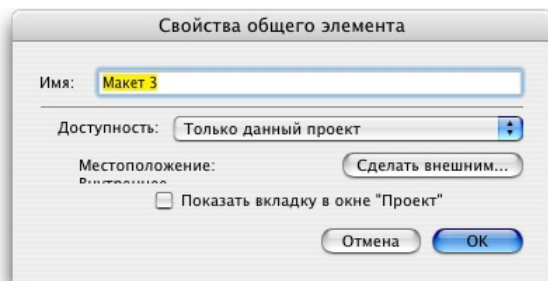 Свойства общего элемента
Имя: Макет 3
Доступность: Только данный проект
Местоположение: Сделать внешним...
Показать вкладку в окне "Проект"
Отмена OK